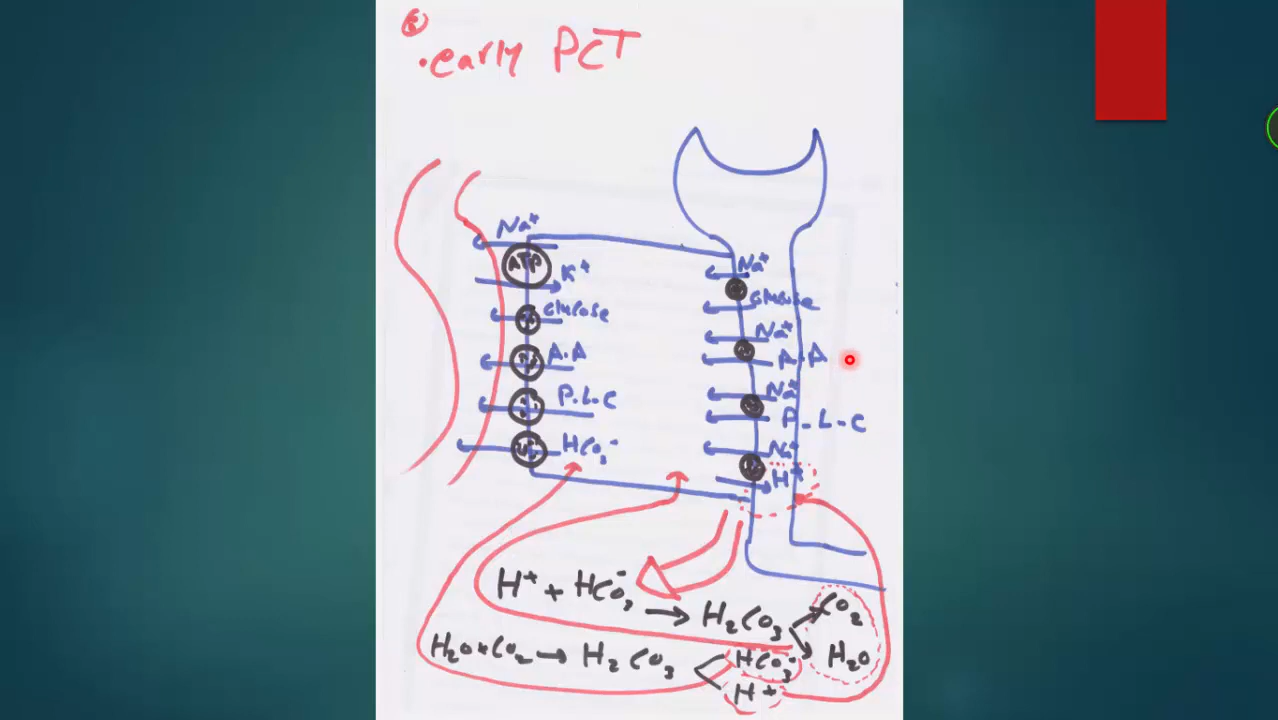 • early PCT
Na+
ATP
K+
Glucose
A.A
P.L.C
HCO3-
Na+
Glucose
Na+
A.A
Na+
P-L-C
Na+
H+
H+ + HCO3- → H2CO3
CO2
H2O
H2O + CO2 → H2CO3
HCO3-
H+